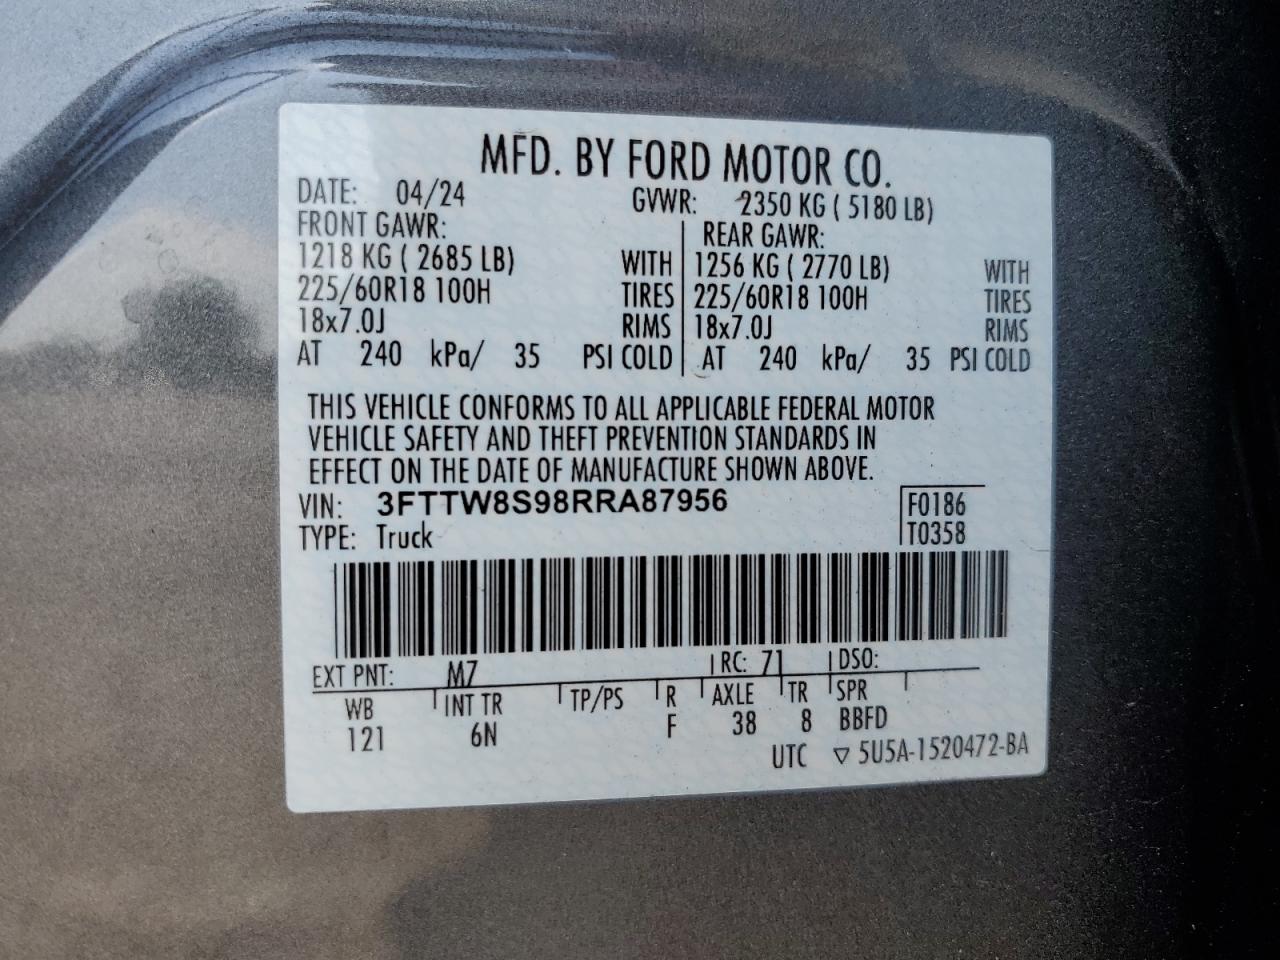 MFD. BY FORD MOTOR CO.
DATE: 04/24 GVWR: 2350 KG ( 5180 LB)
FRONT GAWR: REAR GAWR:
1218 KG ( 2685 LB) WITH 1256 KG ( 2770 LB) WITH
225/60R18 100H TIRES 225/60R18 100H TIRES
18x7.0J RIMS 18x7.0J RIMS
AT 240 kPa/ 35 PSI COLD AT 240 kPa/ 35 PSI COLD
THIS VEHICLE CONFORMS TO ALL APPLICABLE FEDERAL MOTOR
VEHICLE SAFETY AND THEFT PREVENTION STANDARDS IN
EFFECT ON THE DATE OF MANUFACTURE SHOWN ABOVE.
VIN: 3FTTW8S98RRA87956 F0186
TYPE: Truck T0358
EXT PNT: M7 RC: 71 DSO:
WB INT TR TP/PS R AXLE TR SPR
121 6N F 38 8 BBFD
UTC ▽ 5U5A-1520472-BA